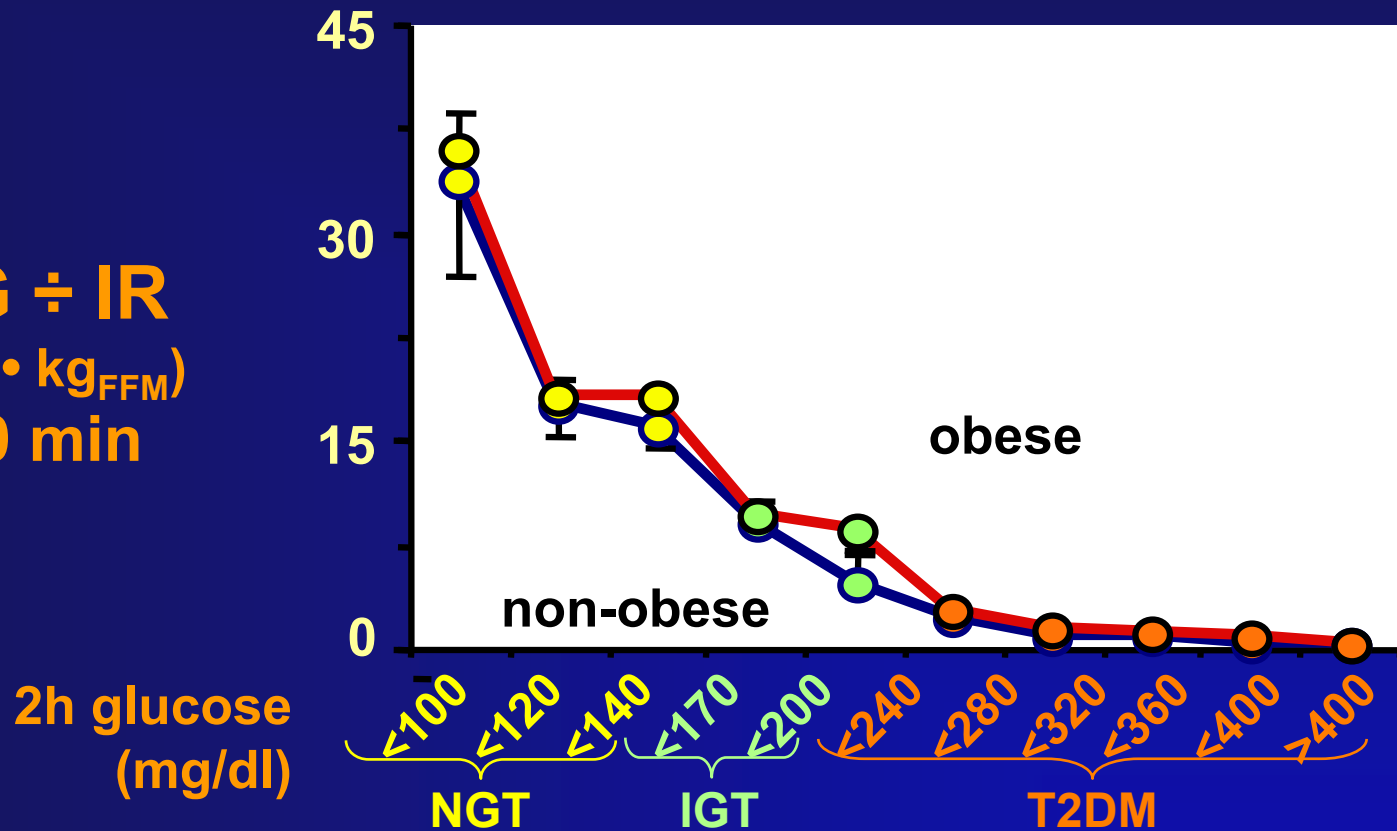 45
30
15
0
G ÷ IR
• kgFFM)
0 min
obese
non-obese
2h glucose
(mg/dl)
<100 <120 <140 <170 <200 <240 <280 <320 <360 <400 >400
NGT IGT T2DM